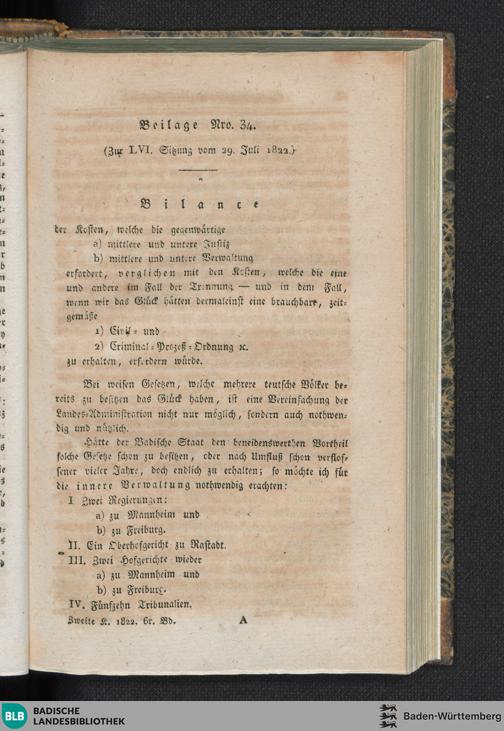 Beilage Nro. 34.
(Zur LVI. Sitzung vom 29. Juli 1822.)
Bilance
der Kosten, welche die gegenwärtige
a) mittlere und untere Justiz
b) mittlere und untere Verwaltung
erfordert, verglichen mit den Kosten, welche die eine
und andere im Fall der Trennung — und in dem Fall,
wenn wir das Glück hätten dermaleinst eine brauchbare, zeit-
gemäße
1) Civil- und
2) Criminal-Prozeß-Ordnung ꝛc.
zu erhalten, erfordern würde.
Bei weisen Gesetzen, welche mehrere teutsche Völker be-
reits zu besitzen das Glück haben, ist eine Vereinfachung der
Landes-Administration nicht nur möglich, sondern auch nothwen-
dig und nützlich.
Hätte der Badische Staat den beneidenswerthen Vortheil
solche Gesetze schon zu besitzen, oder nach Umfluß schon verflos-
sener vieler Jahre, doch endlich zu erhalten; so möchte ich für
die innere Verwaltung nothwendig erachten:
I Zwei Regierungen:
a) zu Mannheim und
b) zu Freiburg.
II. Ein Oberhofgericht zu Rastadt.
III. Zwei Hofgerichte wieder
a) zu Mannheim und
b) zu Freiburg.
IV. Fünfzehn Tribunalien.
Zweite K. 1822. 6r. Bd. A
BLB BADISCHE
LANDESBIBLIOTHEK
Baden-Württemberg